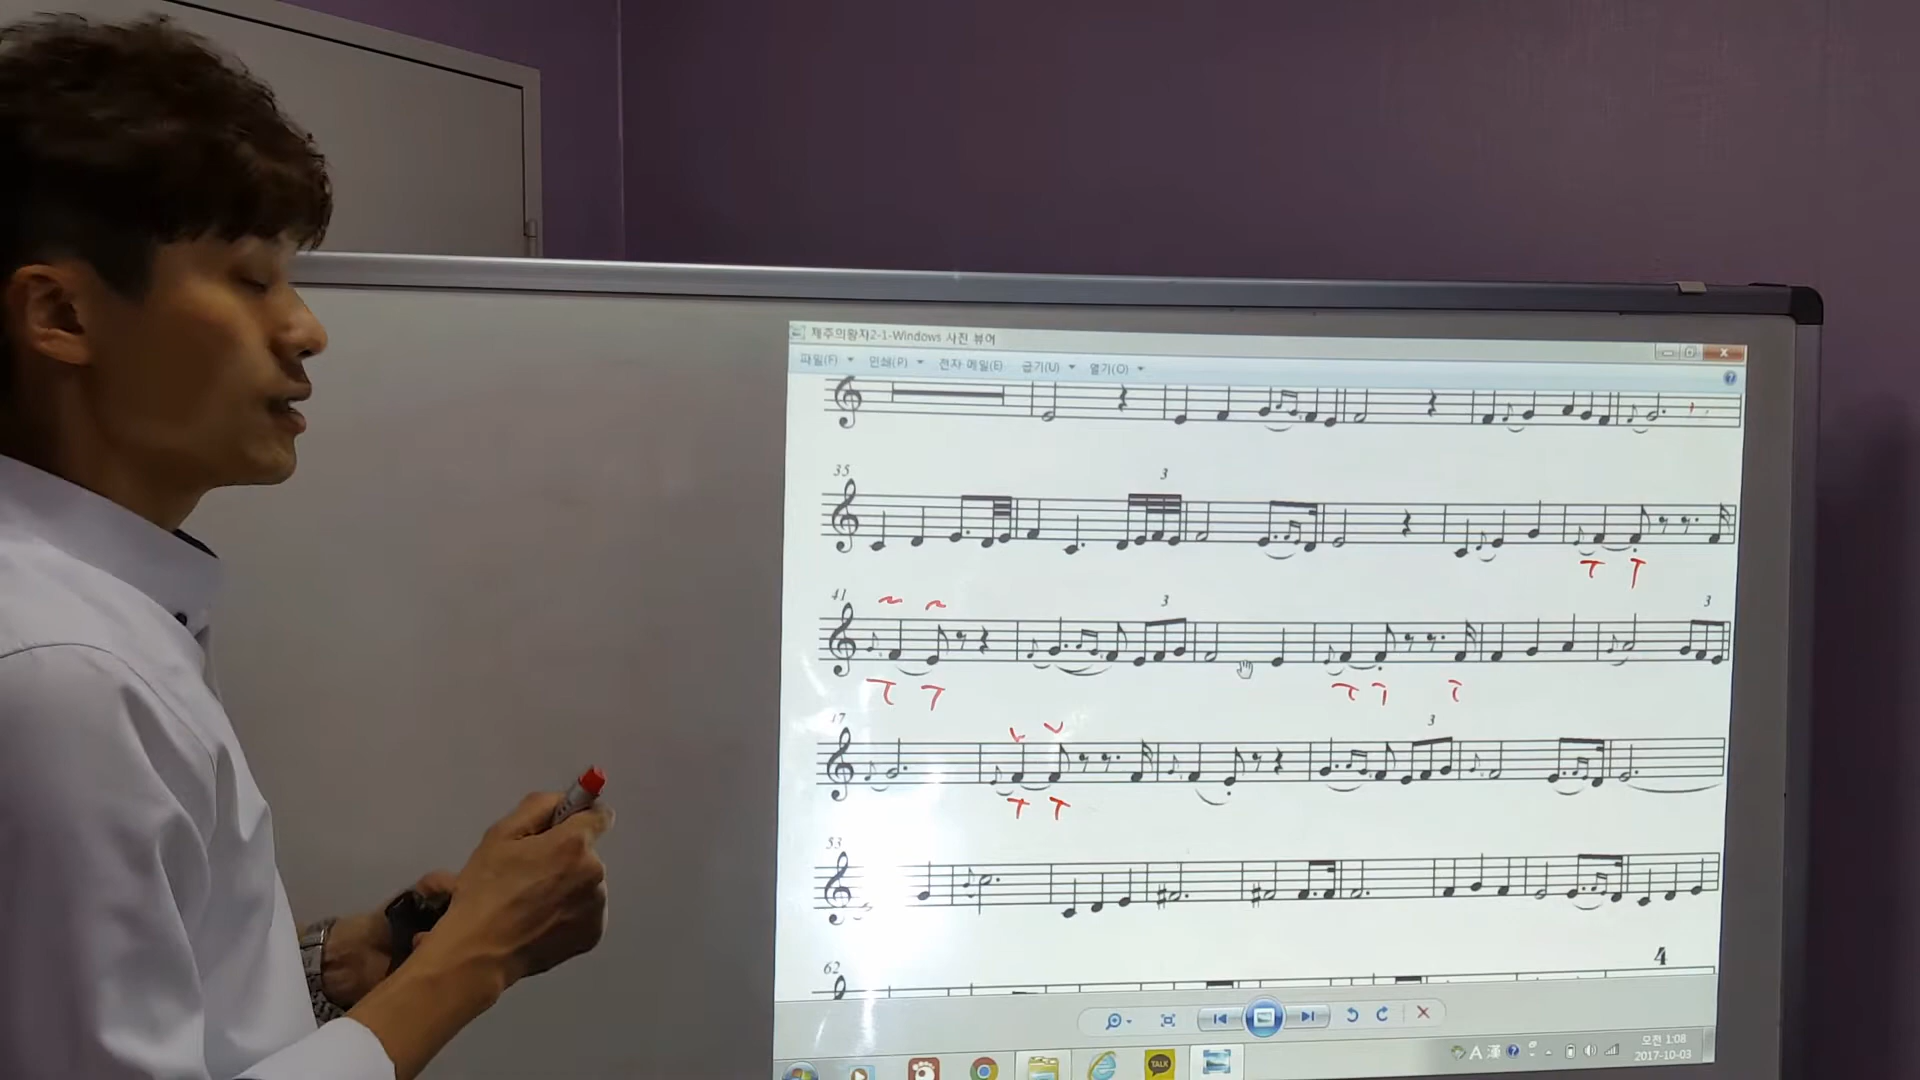 제주의왕자2-1-Windows 사진 뷰어
파일(F) 인쇄(P) 전자 메일(E) 굽기(U) 열기(O)
35 3
T T
41 3 3
T T T T T
47 3
T T
53
62 4
A 漢
TALK
오전 1:08
2017-10-03